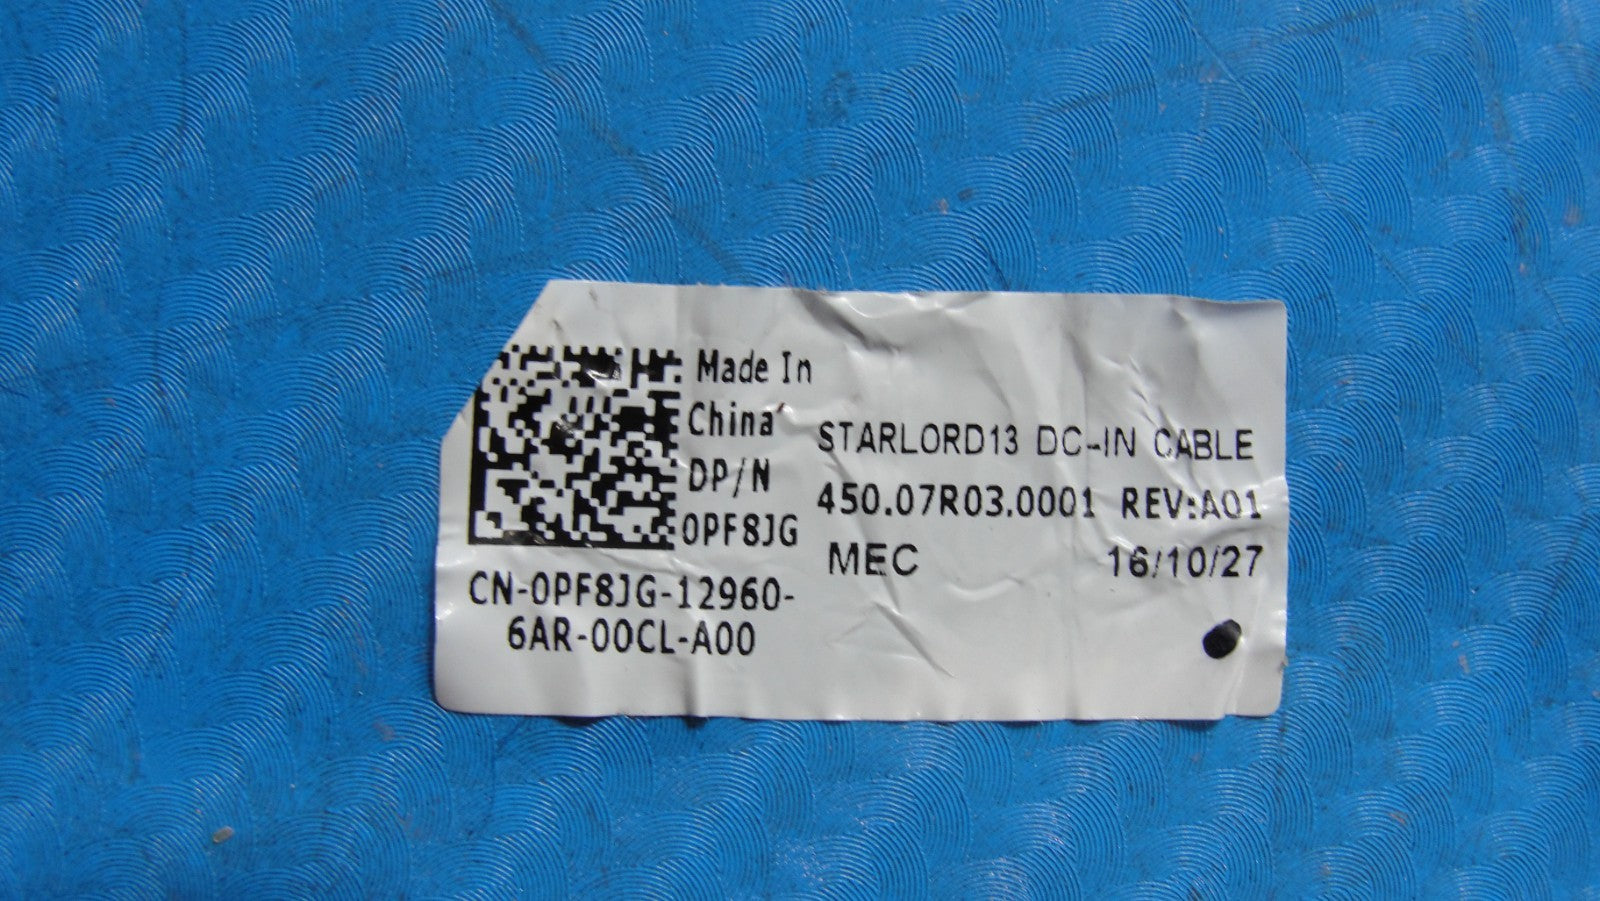 Made In
China
DP/N
0PF8JG
CN-0PF8JG-12960-
6AR-00CL-A00
STARLORD13 DC-IN CABLE
450.07R03.0001 REV:A01
MEC 16/10/27